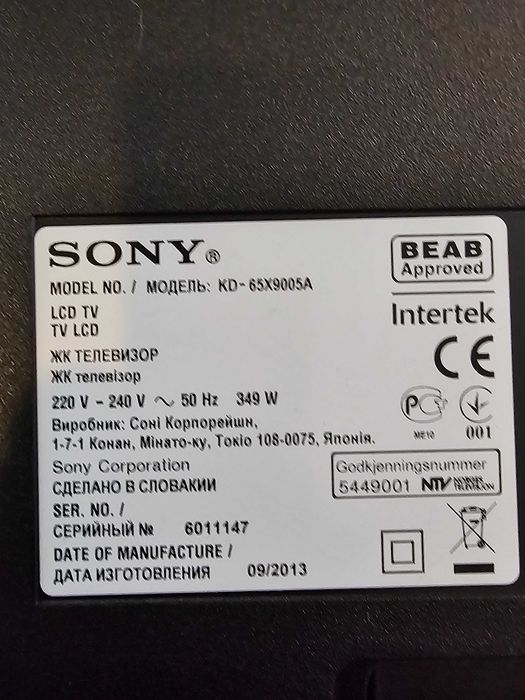 SONY®
MODEL NO. / МОДЕЛЬ: KD-65X9005A
LCD TV
TV LCD
ЖК ТЕЛЕВИЗОР
ЖК телевізор
220 V - 240 V ~ 50 Hz 349 W
Виробник: Соні Корпорейшн,
1-7-1 Конан, Мінато-ку, Токіо 108-0075, Японія.
Sony Corporation
СДЕЛАНО В СЛОВАКИИ
SER. NO. /
СЕРИЙНЫЙ № 6011147
DATE OF MANUFACTURE /
ДАТА ИЗГОТОВЛЕНИЯ 09/2013
BEAB
Approved
Intertek
CE
РСТ
ME10
001
Godkjenningsnummer
5449001 NTV